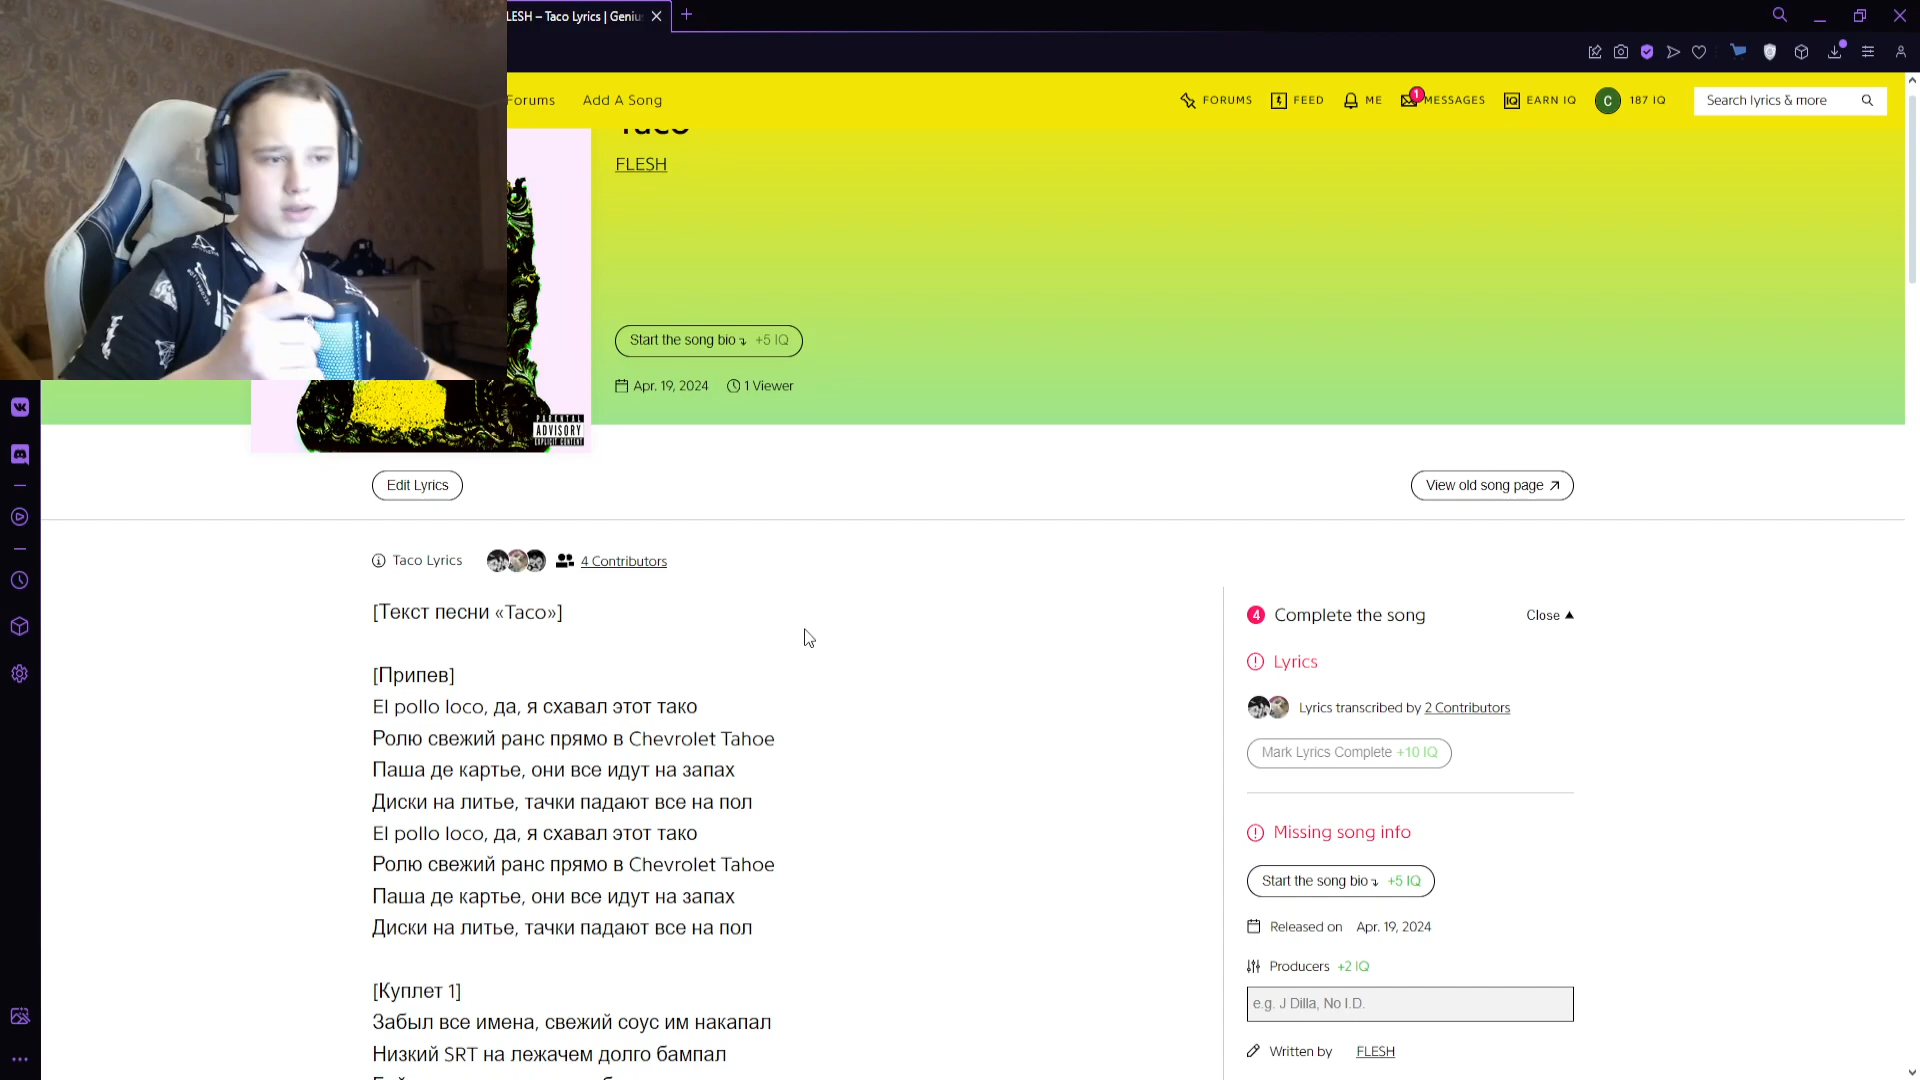 LESH – Taco Lyrics | Geniu
Forums
Add A Song
FORUMS
FEED
ME
1
MESSAGES
IQ
EARN IQ
C
187 IQ
Search lyrics & more
Taco
FLESH
Start the song bio +5 IQ
Apr. 19, 2024
1 Viewer
PARENTAL
ADVISORY
EXPLICIT CONTENT
Edit Lyrics
View old song page
Taco Lyrics
4 Contributors
[Текст песни «Taco»]
[Припев]
El pollo loco, да, я схавал этот тако
Ролю свежий ранс прямо в Chevrolet Tahoe
Паша де картье, они все идут на запах
Диски на литье, тачки падают все на пол
El pollo loco, да, я схавал этот тако
Ролю свежий ранс прямо в Chevrolet Tahoe
Паша де картье, они все идут на запах
Диски на литье, тачки падают все на пол
[Куплет 1]
Забыл все имена, свежий соус им накапал
Низкий SRT на лежачем долго бампал
4 Complete the song
Close
Lyrics
Lyrics transcribed by 2 Contributors
Mark Lyrics Complete +10 IQ
Missing song info
Start the song bio +5 IQ
Released on Apr. 19, 2024
Producers +2 IQ
e.g. J Dilla, No I.D.
Written by FLESH